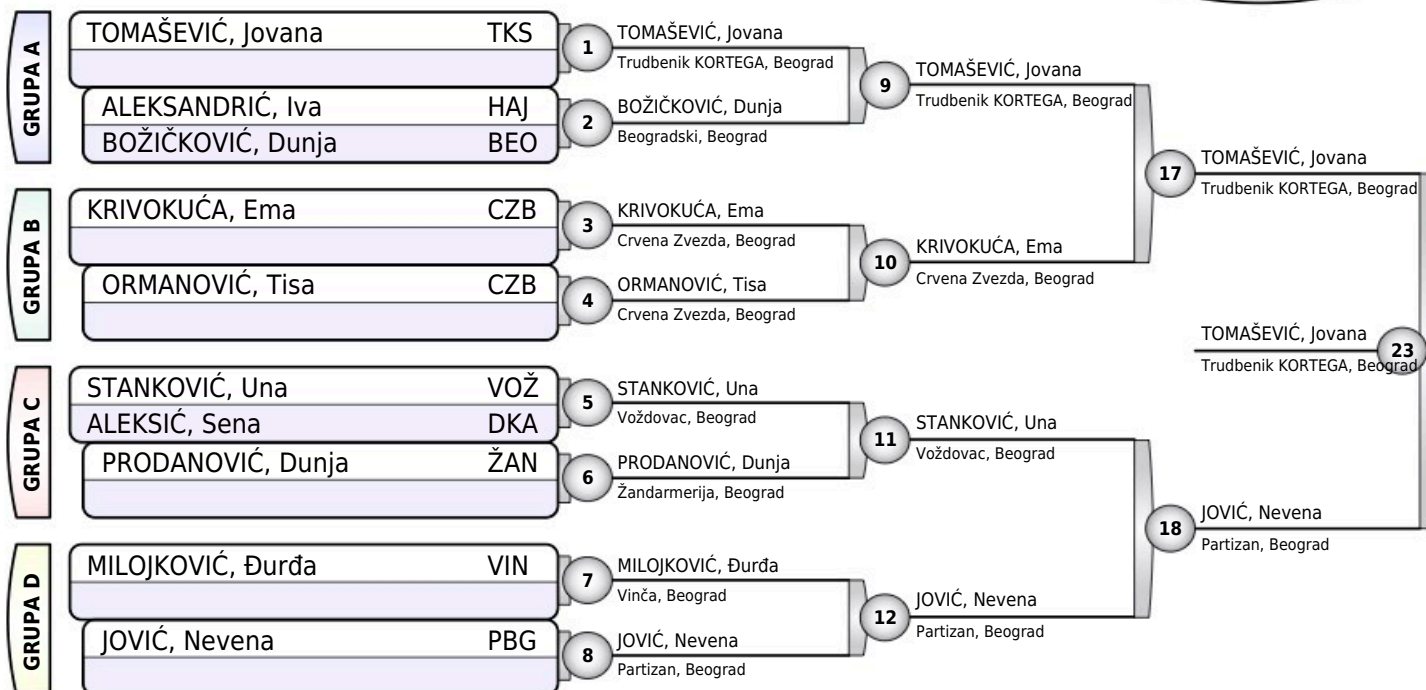 GRUPA A
TOMAŠEVIĆ, Jovana TKS
ALEKSANDRIĆ, Iva HAJ
BOŽIČKOVIĆ, Dunja BEO
GRUPA B
KRIVOKUĆA, Ema CZB
ORMANOVIĆ, Tisa CZB
GRUPA C
STANKOVIĆ, Una VOŽ
ALEKSIĆ, Sena DKA
PRODANOVIĆ, Dunja ŽAN
GRUPA D
MILOJKOVIĆ, Đurđa VIN
JOVIĆ, Nevena PBG
1
TOMAŠEVIĆ, Jovana
Trudbenik KORTEGA, Beograd
2
BOŽIČKOVIĆ, Dunja
Beogradski, Beograd
3
KRIVOKUĆA, Ema
Crvena Zvezda, Beograd
4
ORMANOVIĆ, Tisa
Crvena Zvezda, Beograd
5
STANKOVIĆ, Una
Voždovac, Beograd
6
PRODANOVIĆ, Dunja
Žandarmerija, Beograd
7
MILOJKOVIĆ, Đurđa
Vinča, Beograd
8
JOVIĆ, Nevena
Partizan, Beograd
9
TOMAŠEVIĆ, Jovana
Trudbenik KORTEGA, Beograd
10
KRIVOKUĆA, Ema
Crvena Zvezda, Beograd
11
STANKOVIĆ, Una
Voždovac, Beograd
12
JOVIĆ, Nevena
Partizan, Beograd
17
TOMAŠEVIĆ, Jovana
Trudbenik KORTEGA, Beograd
18
JOVIĆ, Nevena
Partizan, Beograd
TOMAŠEVIĆ, Jovana
23
Trudbenik KORTEGA, Beograd